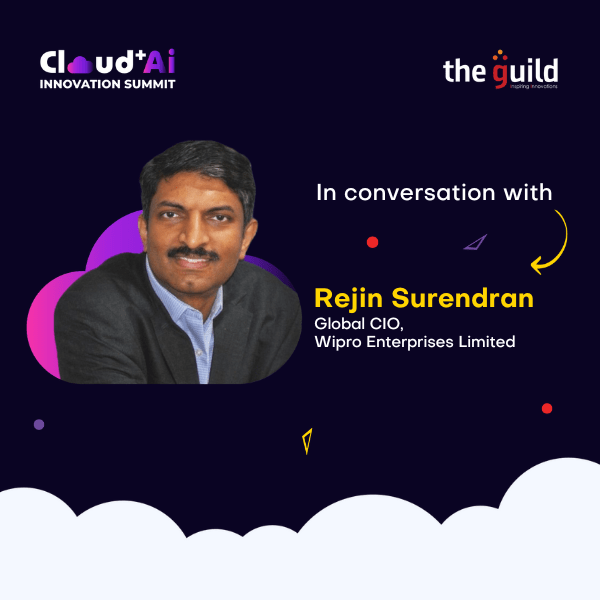 Cloud+Ai
INNOVATION SUMMIT
the guild
inspiring innovations
In conversation with
Rejin Surendran
Global CIO,
Wipro Enterprises Limited